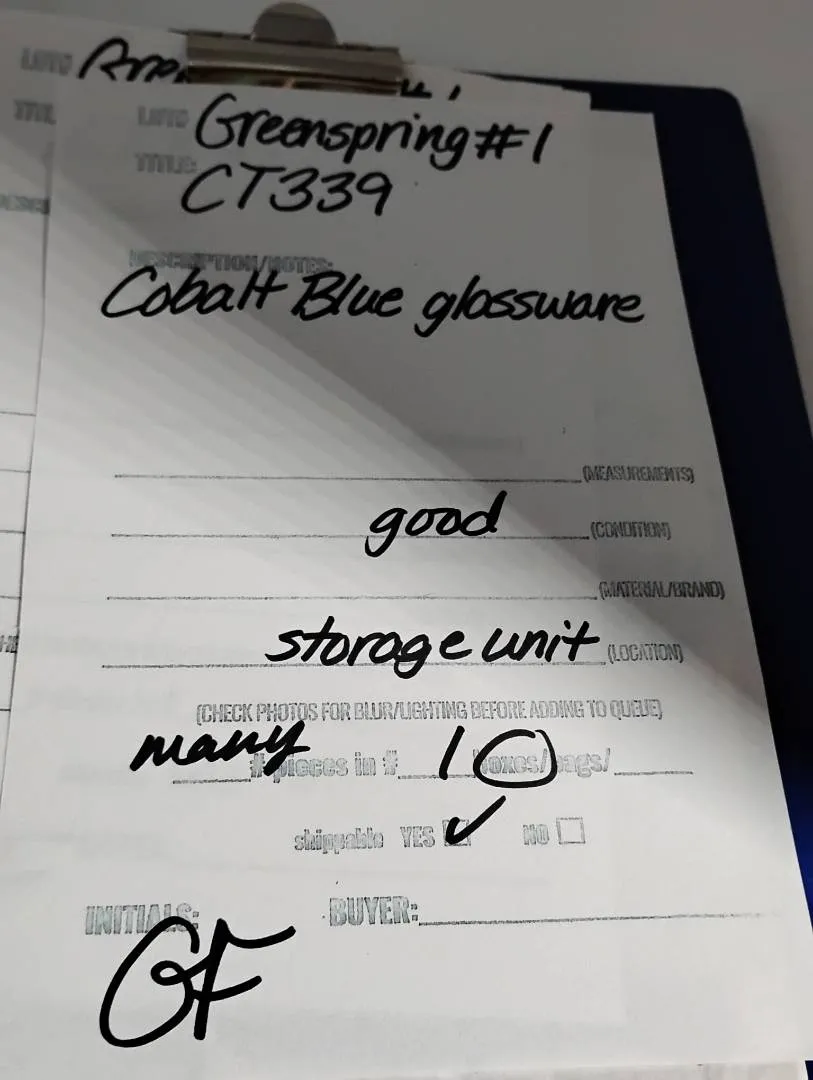 Greenspring #1
TITLE:
CT339
DESCRIPTION/NOTES:
Cobalt Blue glassware
(MEASUREMENTS)
good (CONDITION)
(MATERIAL/BRAND)
storage unit (LOCATION)
(CHECK PHOTOS FOR BLUR/LIGHTING BEFORE ADDING TO QUEUE)
many # pieces in # 1 boxes/bags/
shippable YES ✓ NO
INITIALS: BUYER:
GF